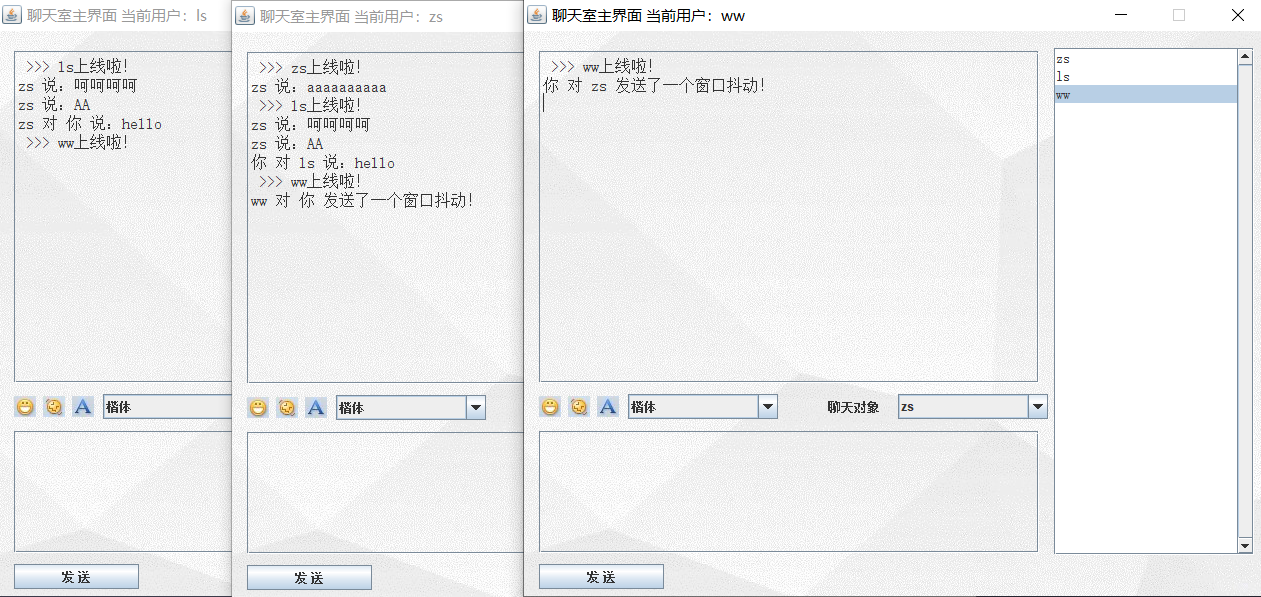 聊天室主界面 当前用户：ls
>>> ls上线啦！
zs 说：呵呵呵呵
zs 说：AA
zs 对 你 说：hello
>>> ww上线啦！
楷体
发 送
聊天室主界面 当前用户：zs
>>> zs上线啦！
zs 说：aaaaaaaaaa
>>> ls上线啦！
zs 说：呵呵呵呵
zs 说：AA
你 对 ls 说：hello
>>> ww上线啦！
ww 对 你 发送了一个窗口抖动！
楷体
发 送
聊天室主界面 当前用户：ww
>>> ww上线啦！
你 对 zs 发送了一个窗口抖动！
楷体
聊天对象
zs
发 送
zs
ls
ww